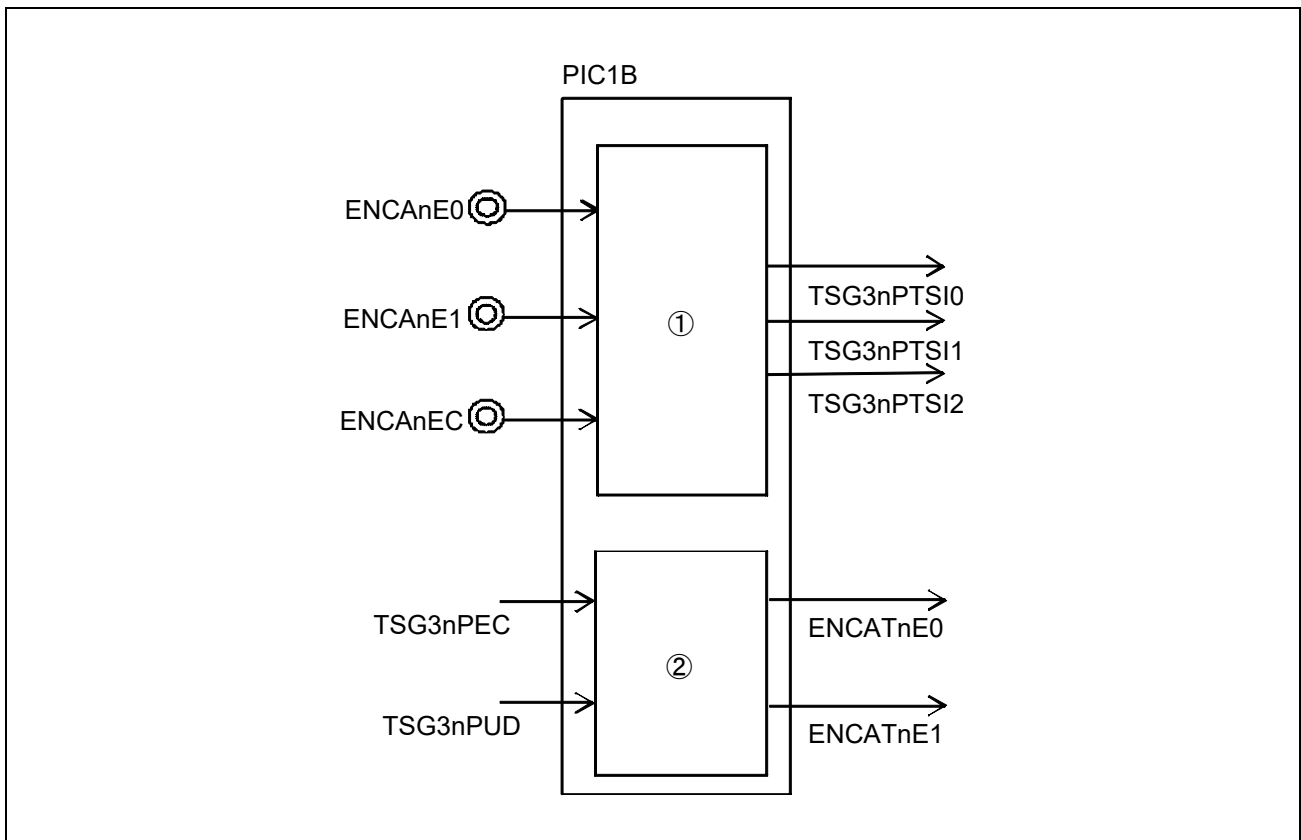 PIC1B
ENCAnE0
ENCAnE1
ENCAnEC
①
TSG3nPTSI0
TSG3nPTSI1
TSG3nPTSI2
TSG3nPEC
TSG3nPUD
②
ENCATnE0
ENCATnE1